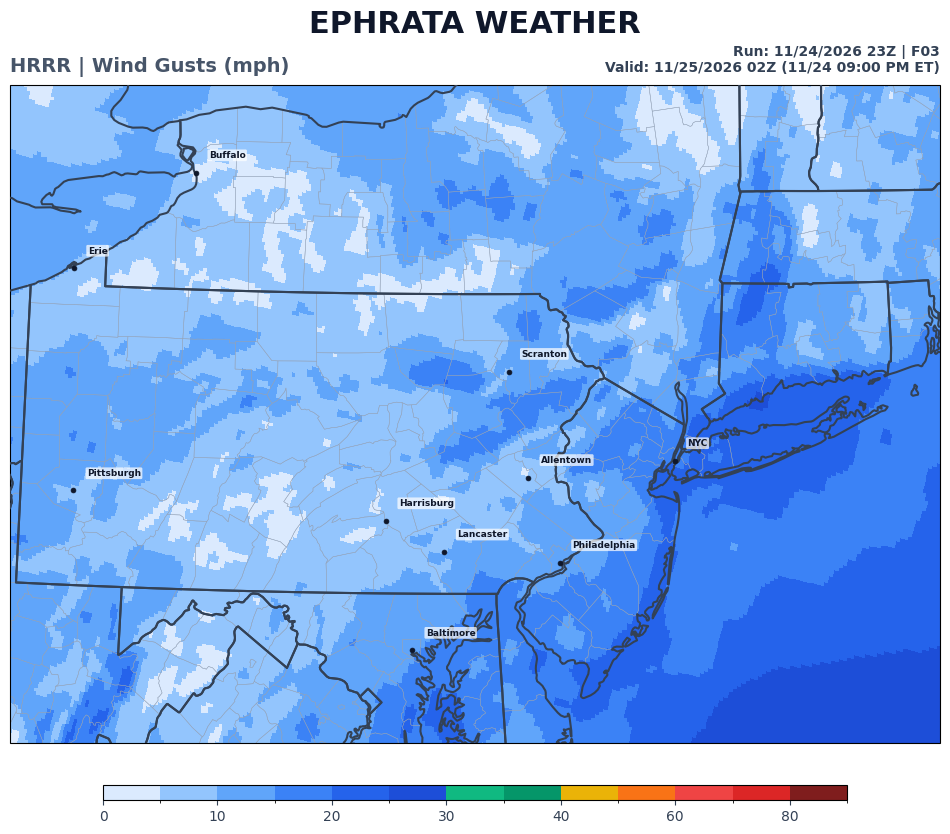 EPHRATA WEATHER
HRRR | Wind Gusts (mph)
Run: 11/24/2026 23Z | F03
Valid: 11/25/2026 02Z (11/24 09:00 PM ET)
Buffalo
Erie
Scranton
NYC
Allentown
Pittsburgh
Harrisburg
Lancaster
Philadelphia
Baltimore
0 10 20 30 40 60 80